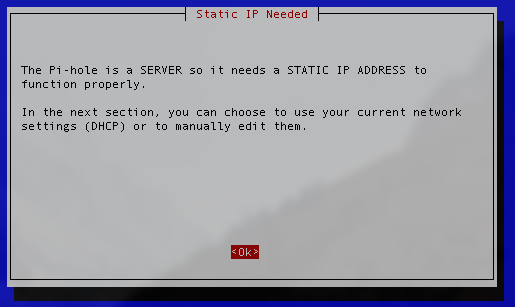 Static IP Needed
The Pi-hole is a SERVER so it needs a STATIC IP ADDRESS to
function properly.
In the next section, you can choose to use your current network
settings (DHCP) or to manually edit them.
<Ok>